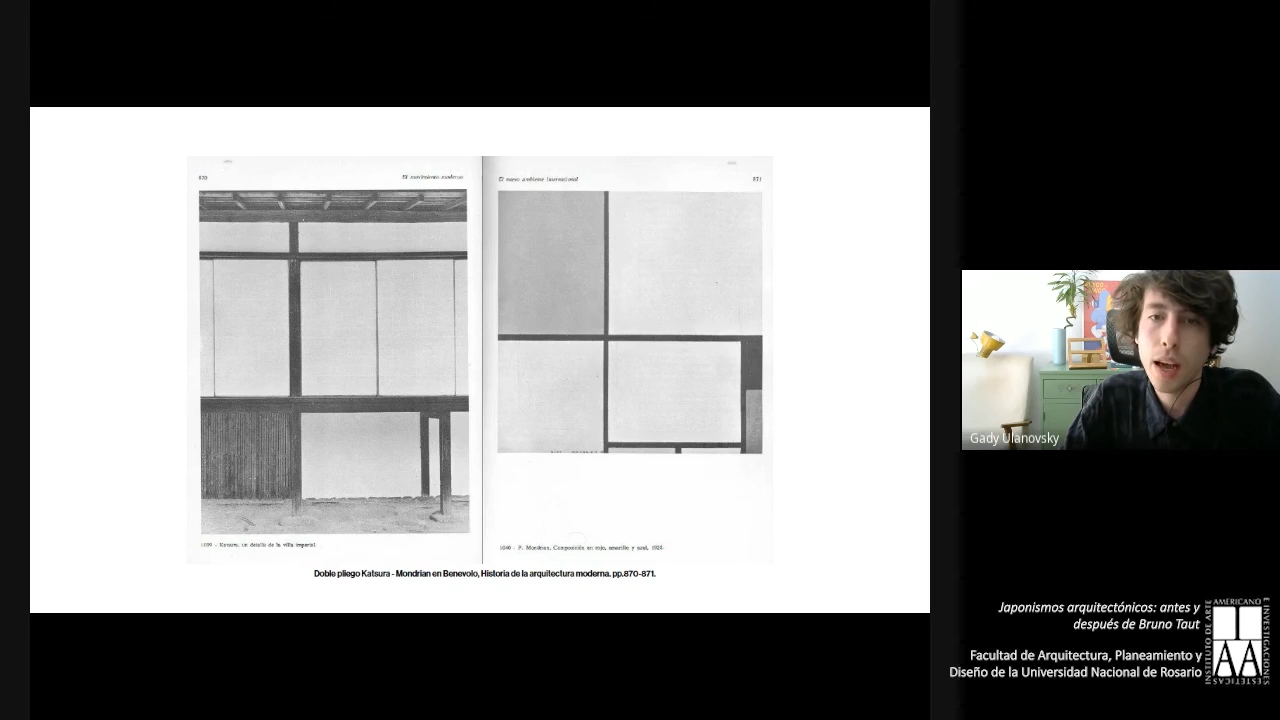 870
El movimiento moderno
El nuevo ambiente internacional
871
1039 - Katsura, un detalle de la villa imperial.
1040 - P. Mondrian, Composición en rojo, amarillo y azul, 1928.
Doble pliego Katsura - Mondrian en Benevolo, Historia de la arquitectura moderna. pp.870-871.
Gady Ulanovsky
Japonismos arquitectónicos: antes y
después de Bruno Taut
Facultad de Arquitectura, Planeamiento y
Diseño de la Universidad Nacional de Rosario
INSTITUTO DE ARTE
AMERICANO
E INVESTIGACIONES
ESTÉTICAS
IAA